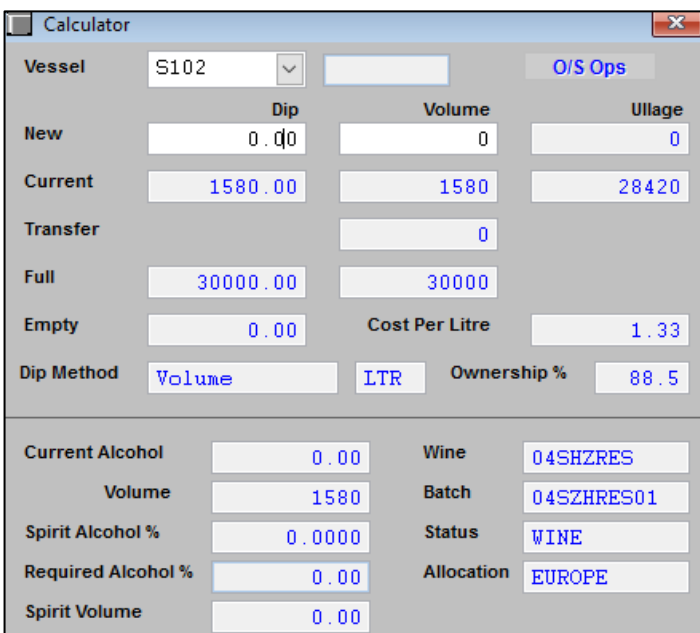 Calculator
Vessel S102 O/S Ops
Dip Volume Ullage
New 0.00 0 0
Current 1580.00 1580 28420
Transfer 0
Full 30000.00 30000
Empty 0.00 Cost Per Litre 1.33
Dip Method Volume LTR Ownership % 88.5
Current Alcohol 0.00 Wine 04SHZRES
Volume 1580 Batch 04SZHRES01
Spirit Alcohol % 0.0000 Status WINE
Required Alcohol % 0.00 Allocation EUROPE
Spirit Volume 0.00